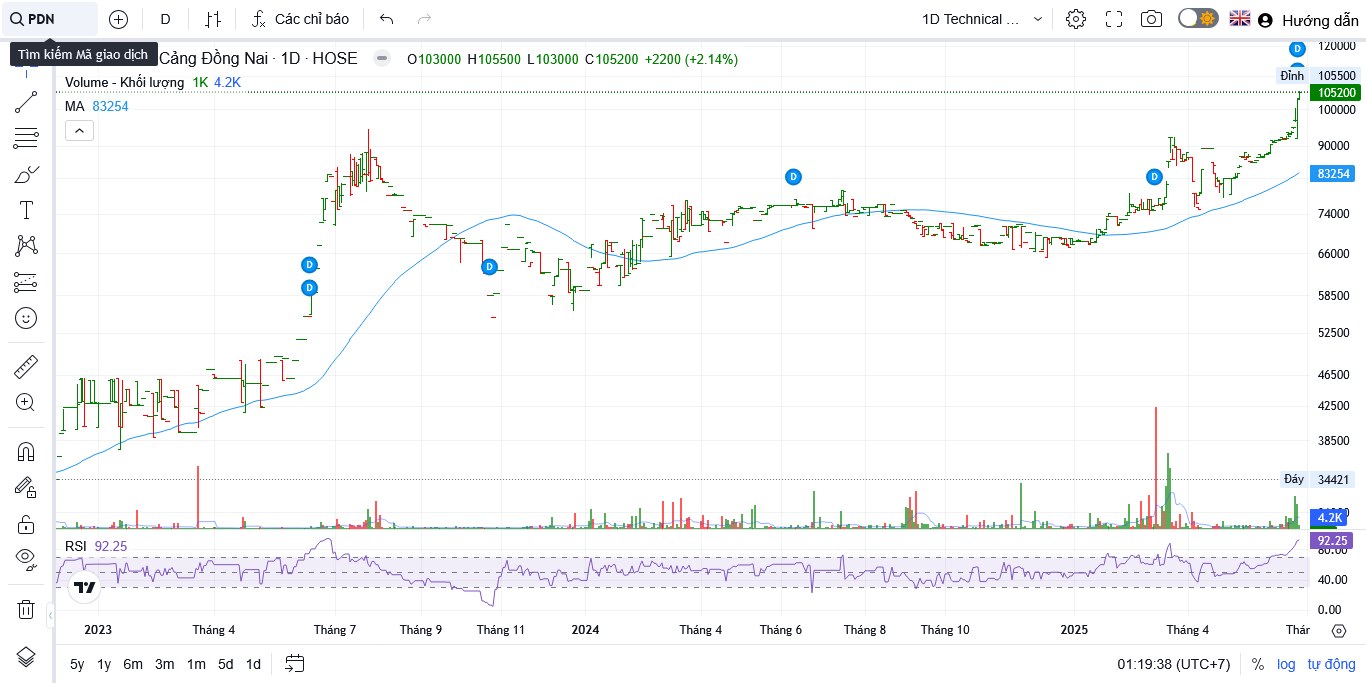 PDN
D
Các chỉ báo
1D Technical ...
Hướng dẫn
Tìm kiếm Mã giao dịch
Cảng Đồng Nai · 1D · HOSE
O103000 H105500 L103000 C105200 +2200 (+2.14%)
Volume - Khối lượng 1K 4.2K
MA 83254
D
120000
Đỉnh 105500
105200
100000
90000
83254
D
D
74000
66000
D
D
D
58500
52500
46500
42500
38500
Đáy 34421
4.2K
RSI 92.25
92.25
80.00
40.00
0.00
2023 Tháng 4 Tháng 7 Tháng 9 Tháng 11 2024 Tháng 4 Tháng 6 Tháng 8 Tháng 10 2025 Tháng 4 Thár
5y 1y 6m 3m 1m 5d 1d
01:19:38 (UTC+7) % log tự động